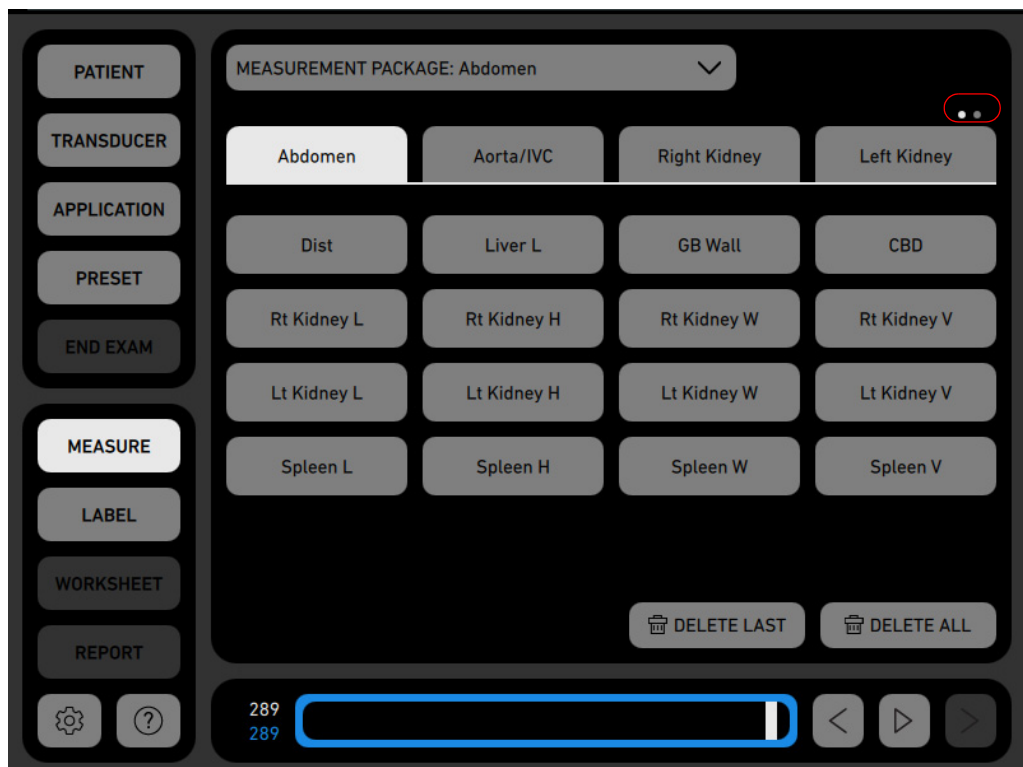 PATIENT
TRANSDUCER
APPLICATION
PRESET
END EXAM
MEASURE
LABEL
WORKSHEET
REPORT
?
MEASUREMENT PACKAGE: Abdomen
Abdomen Aorta/IVC Right Kidney Left Kidney
Dist Liver L GB Wall CBD
Rt Kidney L Rt Kidney H Rt Kidney W Rt Kidney V
Lt Kidney L Lt Kidney H Lt Kidney W Lt Kidney V
Spleen L Spleen H Spleen W Spleen V
DELETE LAST DELETE ALL
289
289